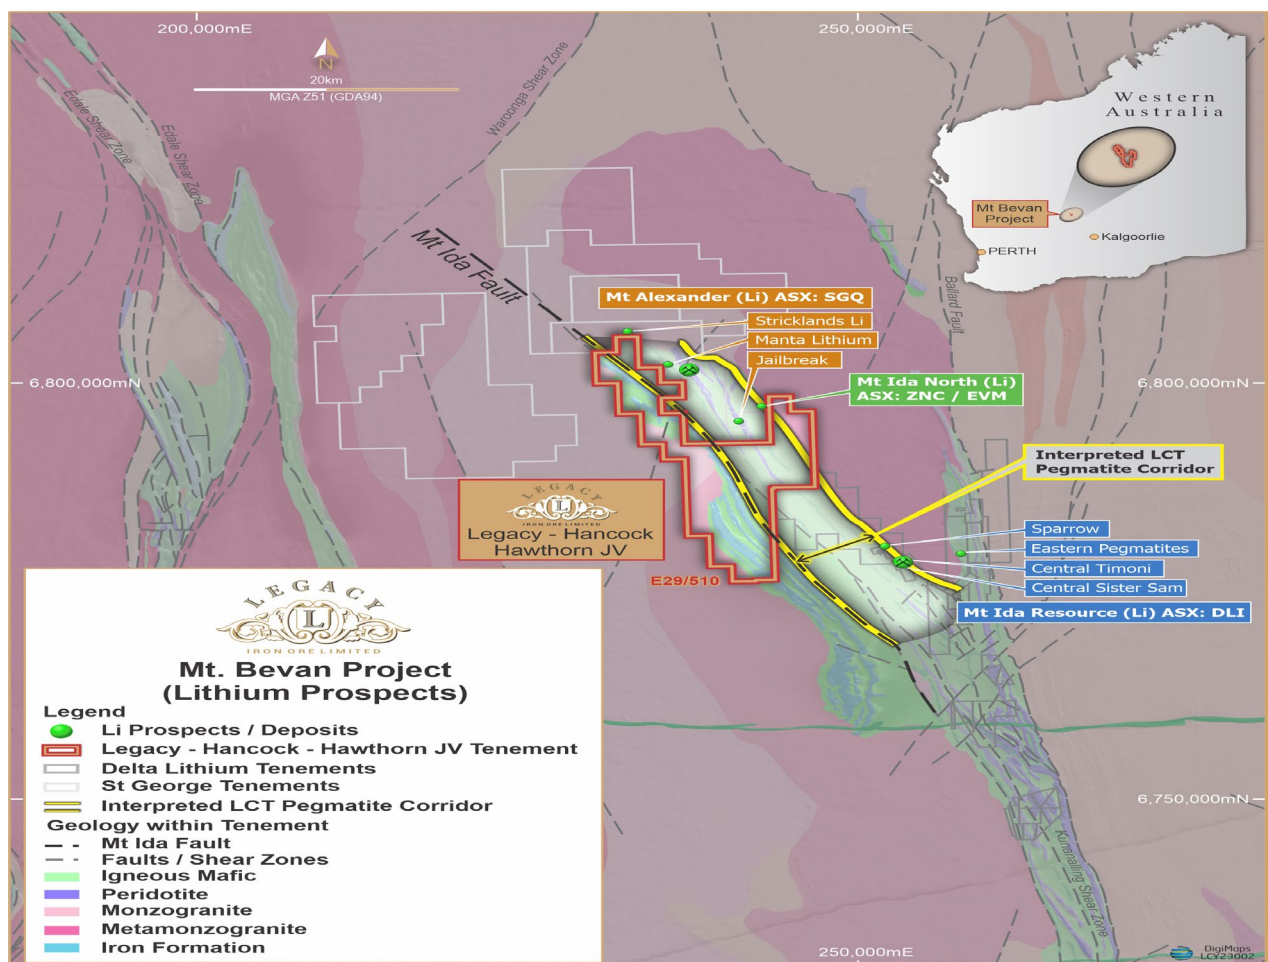 200,000mE
250,000mE
N
20km
MGA Z51 (GDA94)
Edale Shear Zone
Edale Shear Zone
Waroonga Shear Zone
Western
Australia
Mt Bevan
Project
Kalgoorlie
PERTH
Mt Ida Fault
Ballard Fault
Mt Alexander (Li) ASX: SGQ
Stricklands Li
Manta Lithium
Jailbreak
6,800,000mN
6,800,000mN
Mt Ida North (Li)
ASX: ZNC / EVM
Interpreted LCT
Pegmatite Corridor
LEGACY
L
IRON ORE LIMITED
Legacy - Hancock
Hawthorn JV
E29/510
Sparrow
Eastern Pegmatites
Central Timoni
Central Sister Sam
Mt Ida Resource (Li) ASX: DLI
LEGACY
L
IRON ORE LIMITED
Mt. Bevan Project
(Lithium Prospects)
Legend
Li Prospects / Deposits
Legacy - Hancock - Hawthorn JV Tenement
Delta Lithium Tenements
St George Tenements
Interpreted LCT Pegmatite Corridor
Geology within Tenement
Mt Ida Fault
Faults / Shear Zones
Igneous Mafic
Peridotite
Monzogranite
Metamonzogranite
Iron Formation
6,750,000mN
Kunanalling Shear Zone
250,000mE
DigiMaps
LCY23002